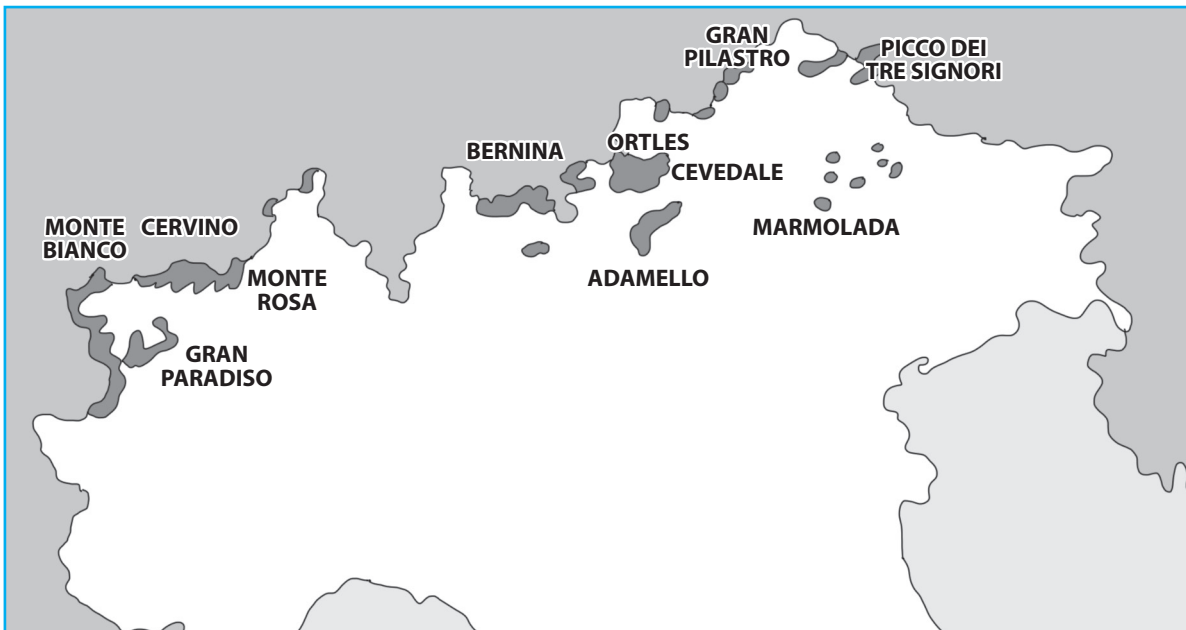 GRAN
PILASTRO
PICCO DEI
TRE SIGNORI
BERNINA
ORTLES
CEVEDALE
MONTE
BIANCO
CERVINO
MARMOLADA
MONTE
ROSA
ADAMELLO
GRAN
PARADISO